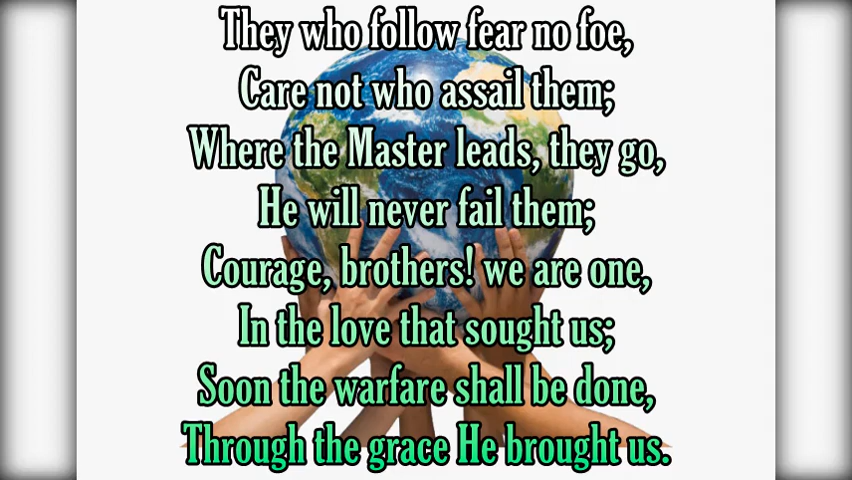 They who follow fear no foe,
Care not who assail them;
Where the Master leads, they go,
He will never fail them;
Courage, brothers! we are one,
In the love that sought us;
Soon the warfare shall be done,
Through the grace He brought us.